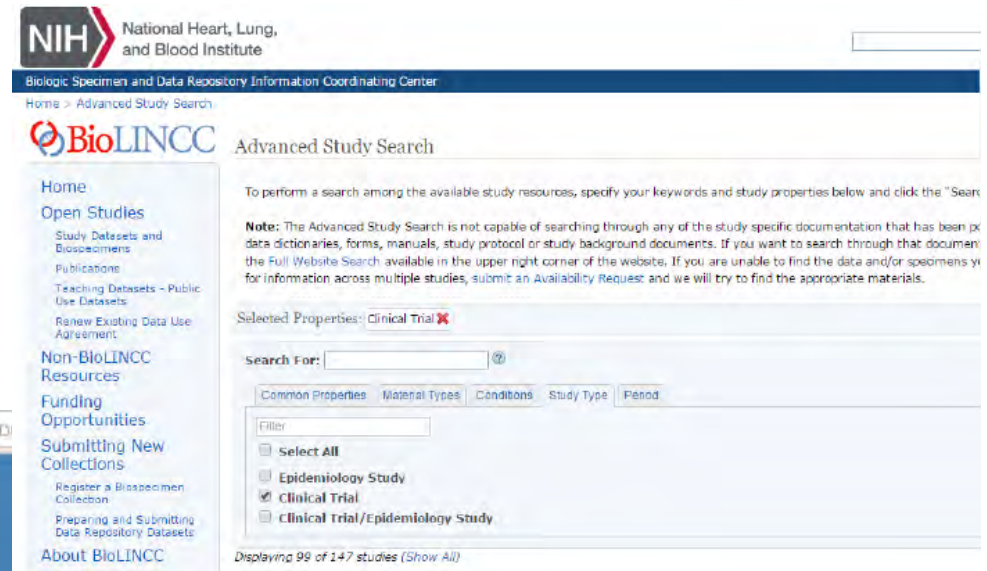 NIH
National Heart, Lung,
and Blood Institute
Biologic Specimen and Data Repository Information Coordinating Center
Home > Advanced Study Search
BioLINCC
Home
Open Studies
Study Datasets and
Biospecimens
Publications
Teaching Datasets - Public
Use Datasets
Renew Existing Data Use
Agreement
Non-BioLINCC
Resources
Funding
Opportunities
Submitting New
Collections
Register a Biospecimen
Collection
Preparing and Submitting
Data Repository Datasets
About BioLINCC
Advanced Study Search
To perform a search among the available study resources, specify your keywords and study properties below and click the "Sear
Note: The Advanced Study Search is not capable of searching through any of the study specific documentation that has been
data dictionaries, forms, manuals, study protocol or study background documents. If you want to search through that documen
the Full Website Search available in the upper right corner of the website. If you are unable to find the data and/or specimens
for information across multiple studies, submit an Availability Request and we will try to find the appropriate materials.
Selected Properties: Clinical Trial
Search For:
Common Properties Material Types Conditions Study Type Period
Filter
Select All
Epidemiology Study
Clinical Trial
Clinical Trial/Epidemiology Study
Displaying 99 of 147 studies (Show All)